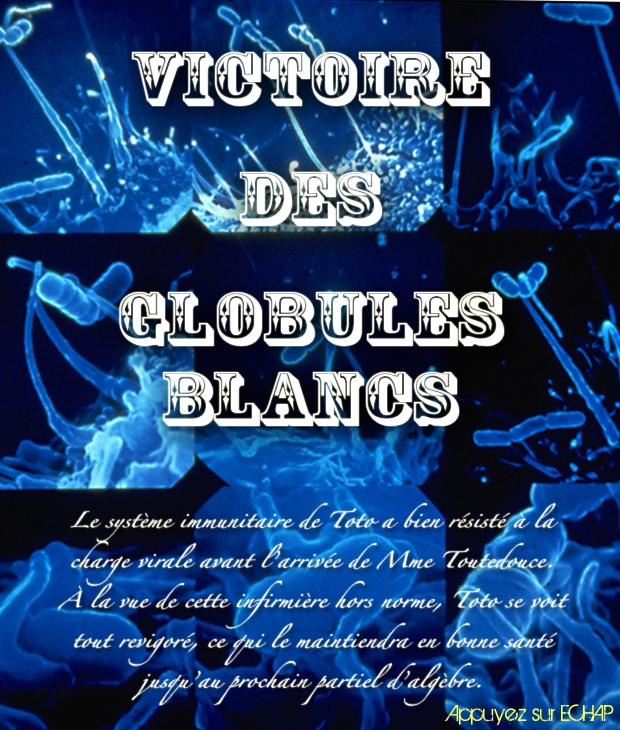 VICTOIRE
DES
GLOBULES
BLANCS
Le système immunitaire de Toto a bien résisté à la
charge virale avant l'arrivée de Mme Toutedouce.
À la vue de cette infirmière hors norme, Toto se voit
tout revigoré, ce qui le maintiendra en bonne santé
jusqu'au prochain partiel d'algèbre.
Appuyez sur ECHAP